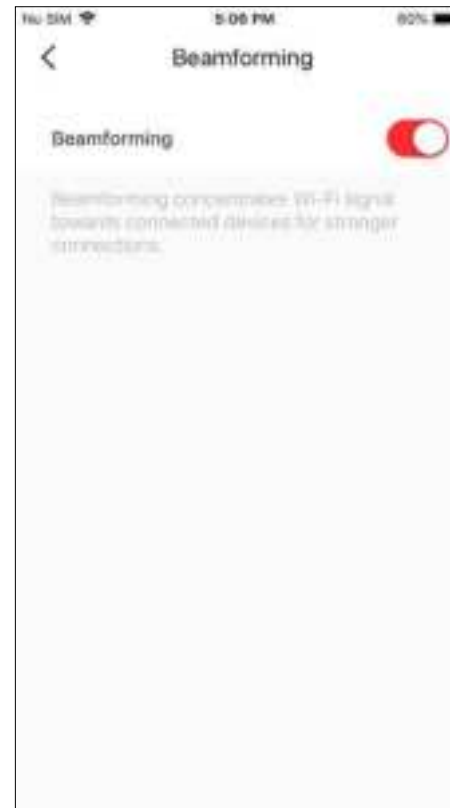 No SIM 5:06 PM 60%
Beamforming
Beamforming
Beamforming concentrates Wi-Fi signal
towards connected devices for stronger
connections.